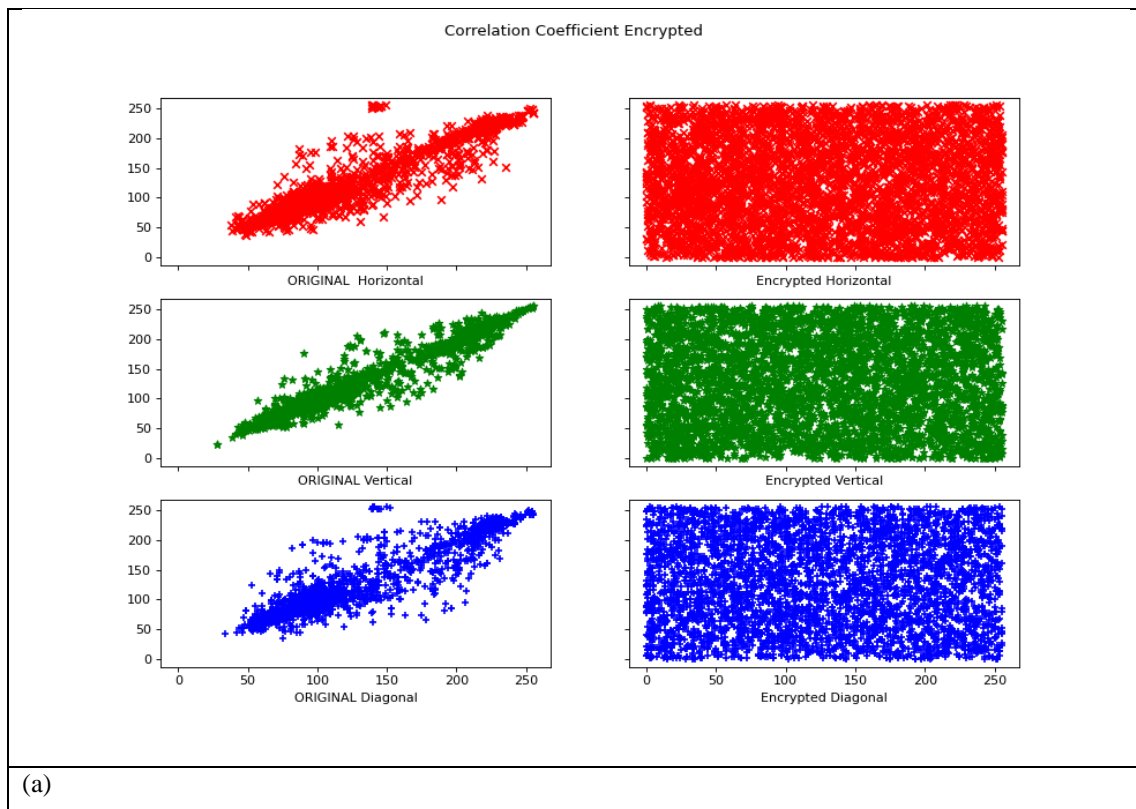 Correlation Coefficient Encrypted
250
200
150
100
50
0
ORIGINAL  Horizontal
Encrypted Horizontal
250
200
150
100
50
0
ORIGINAL Vertical
Encrypted Vertical
250
200
150
100
50
0
0 50 100 150 200 250
0 50 100 150 200 250
ORIGINAL Diagonal
Encrypted Diagonal
(a)